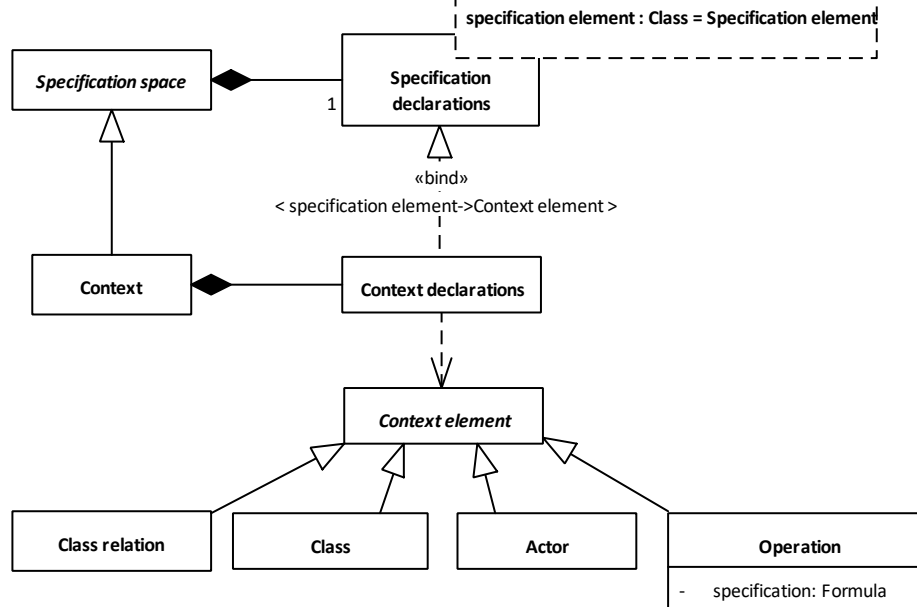 specification element : Class = Specification element
Specification space
Specification
declarations
1
«bind»
< specification element->Context element >
Context
Context declarations
Context element
Class relation
Class
Actor
Operation
- specification: Formula